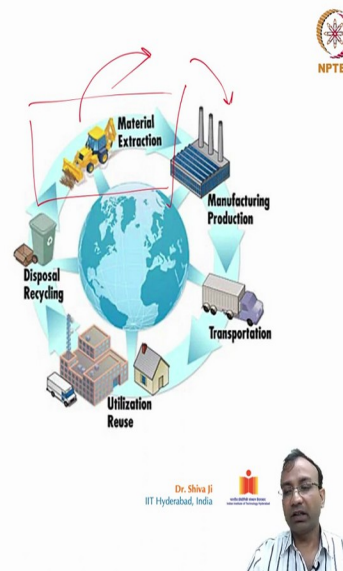 NPTE
Material
Extraction
Manufacturing
Production
Transportation
Utilization
Reuse
Disposal
Recycling
Dr. Shiva Ji
IIT Hyderabad, India